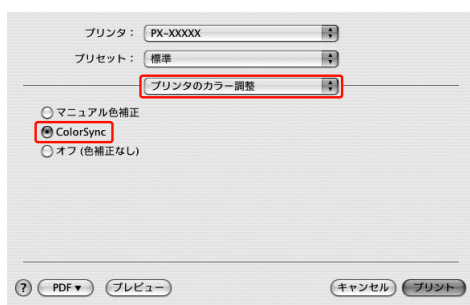 プリンタ： PX-XXXXX
プリセット： 標準
プリンタのカラー調整
マニュアル色補正
ColorSync
オフ (色補正なし)
? PDF▼ プレビュー キャンセル プリント